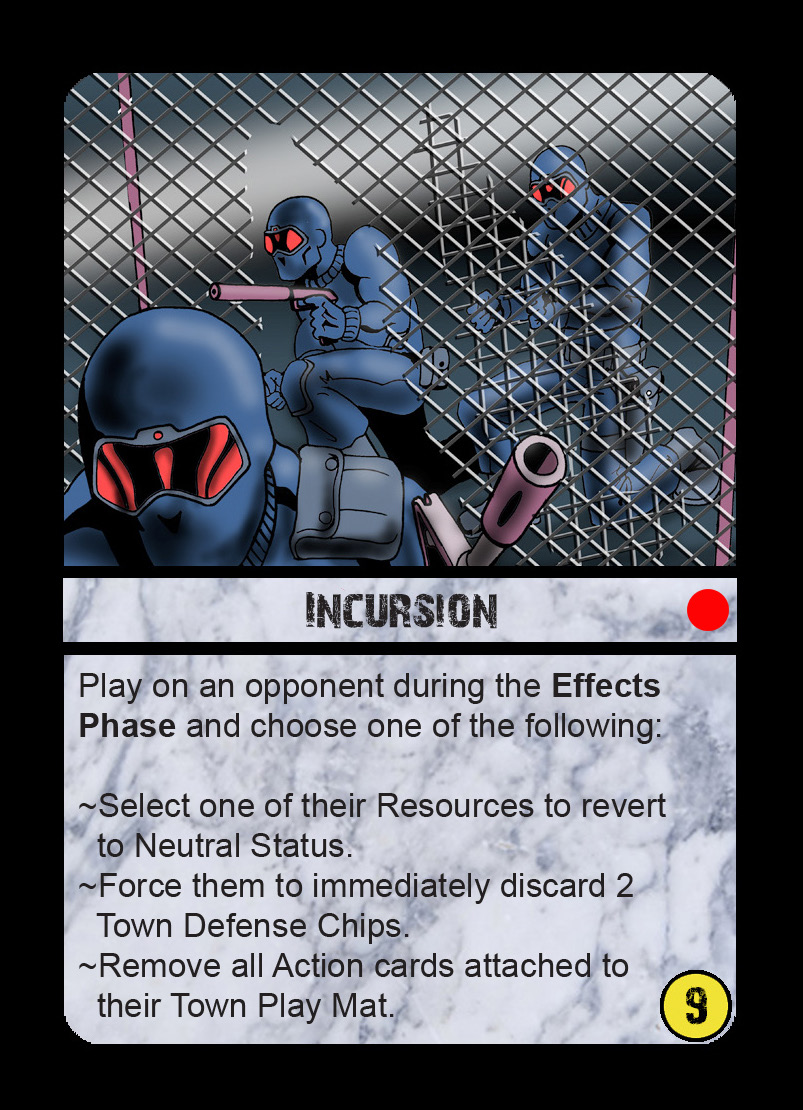 Incursion
Play on an opponent during the Effects
Phase and choose one of the following:
~Select one of their Resources to revert
to Neutral Status.
~Force them to immediately discard 2
Town Defense Chips.
~Remove all Action cards attached to
their Town Play Mat.
9